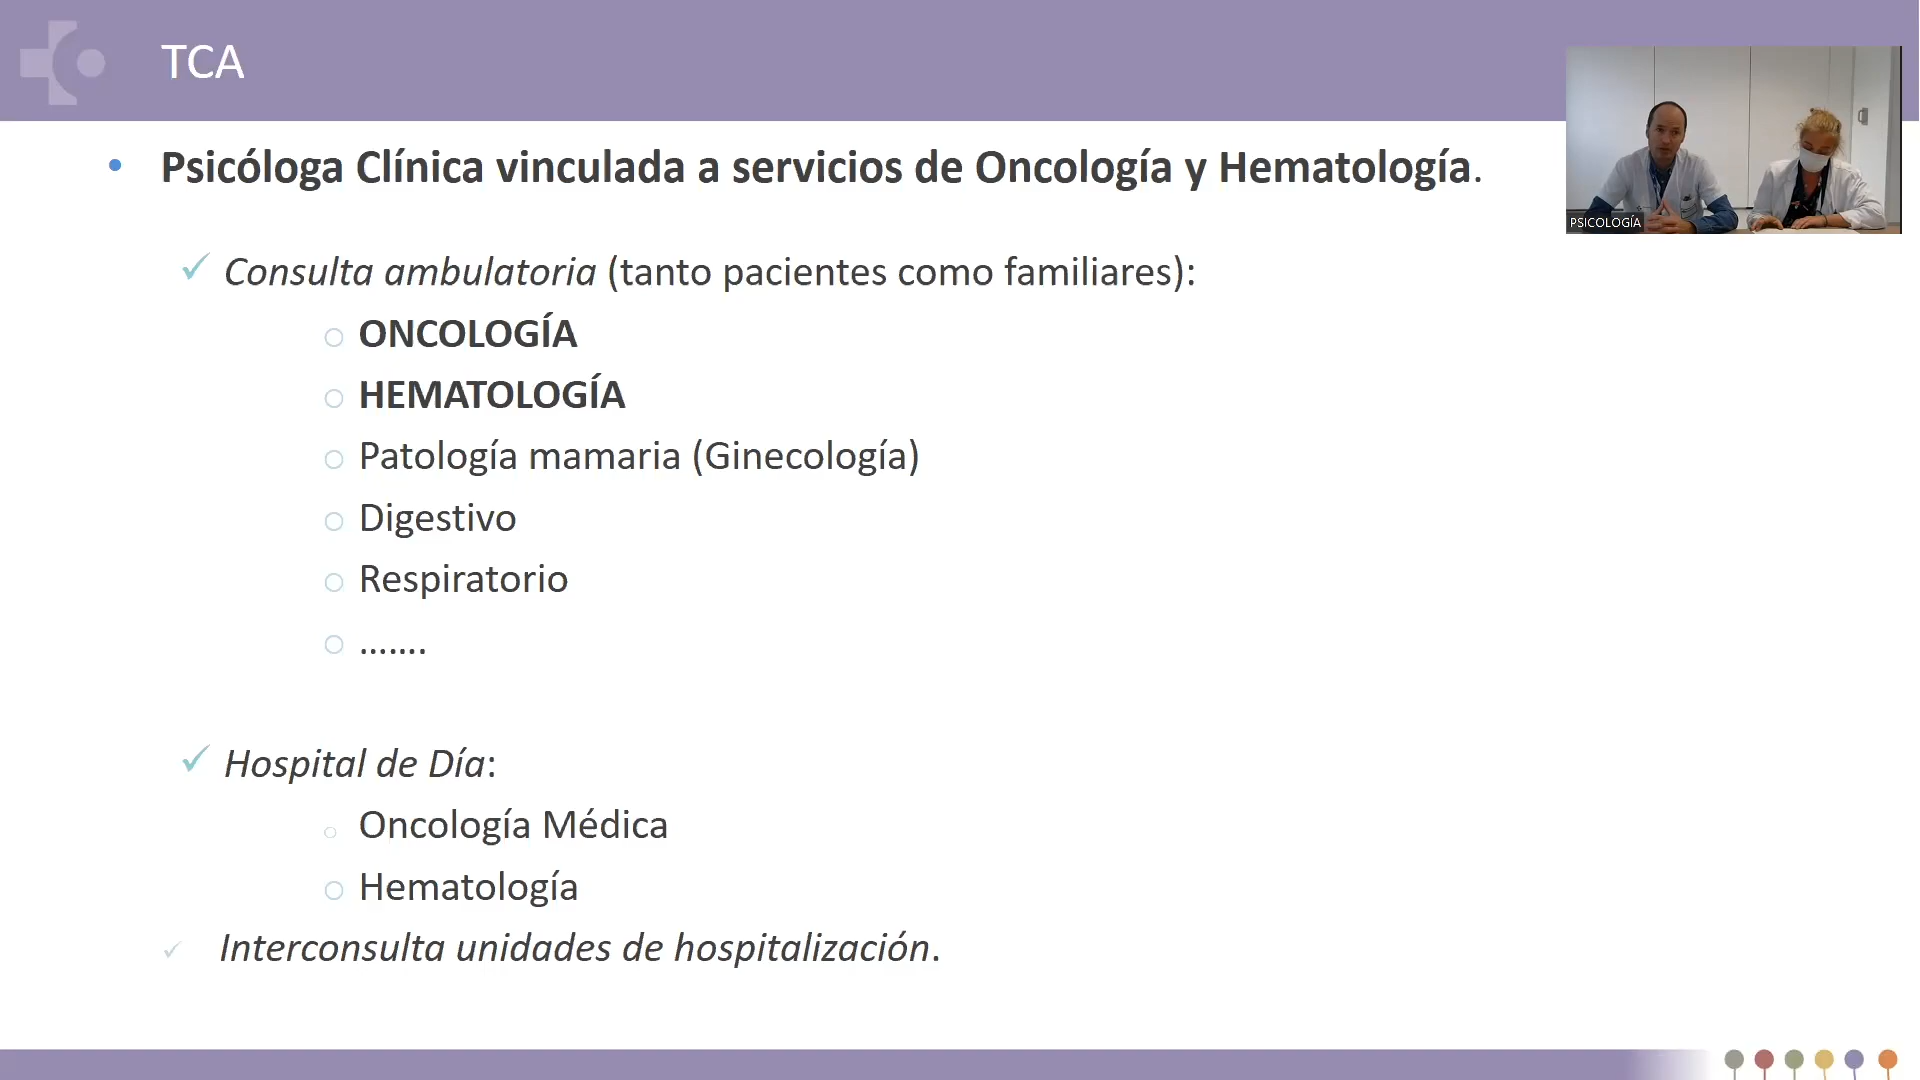 TCA
PSICOLOGÍA
• Psicóloga Clínica vinculada a servicios de Oncología y Hematología.
✓ Consulta ambulatoria (tanto pacientes como familiares):
○ ONCOLOGÍA
○ HEMATOLOGÍA
○ Patología mamaria (Ginecología)
○ Digestivo
○ Respiratorio
○ .......
✓ Hospital de Día:
○ Oncología Médica
○ Hematología
✓ Interconsulta unidades de hospitalización.